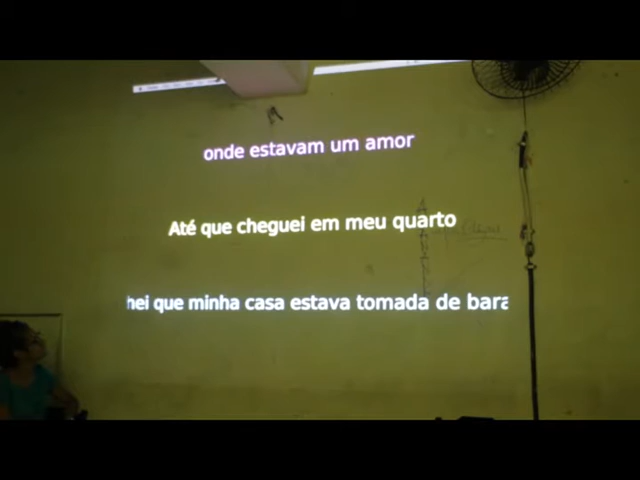 onde estavam um amor
Até que cheguei em meu quarto
hei que minha casa estava tomada de bara